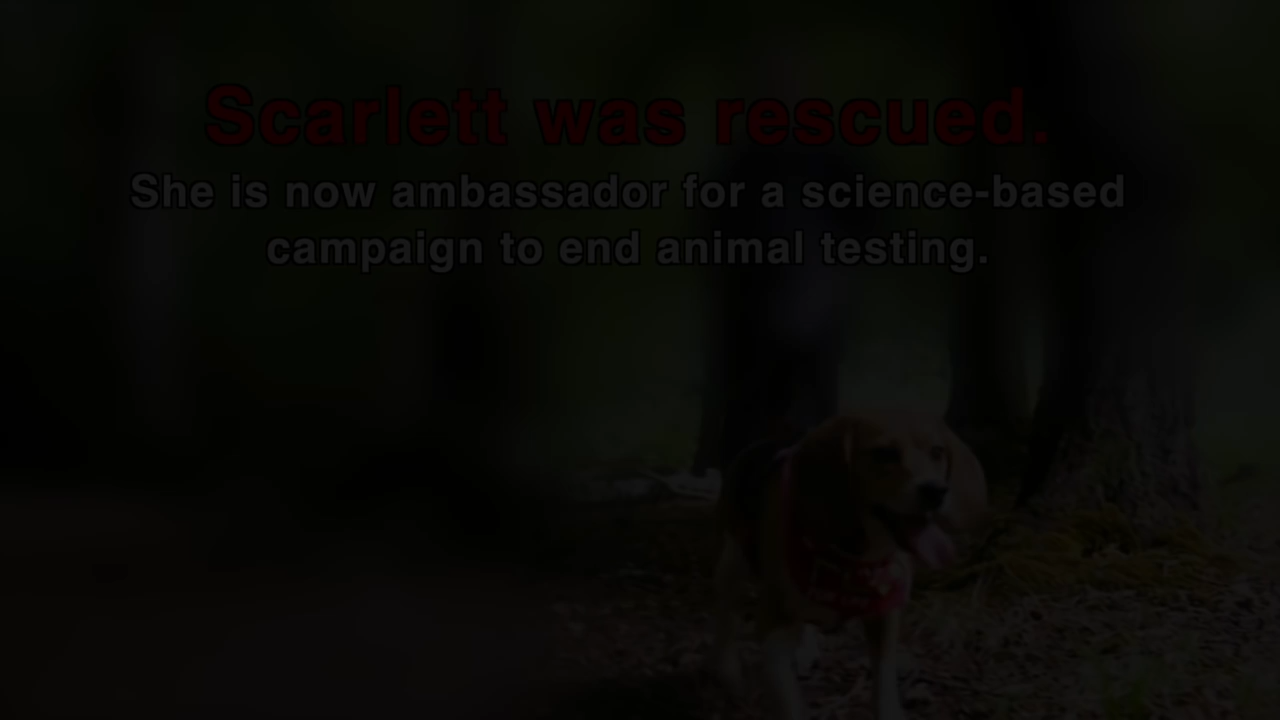 Scarlett was rescued.
She is now ambassador for a science-based
campaign to end animal testing.